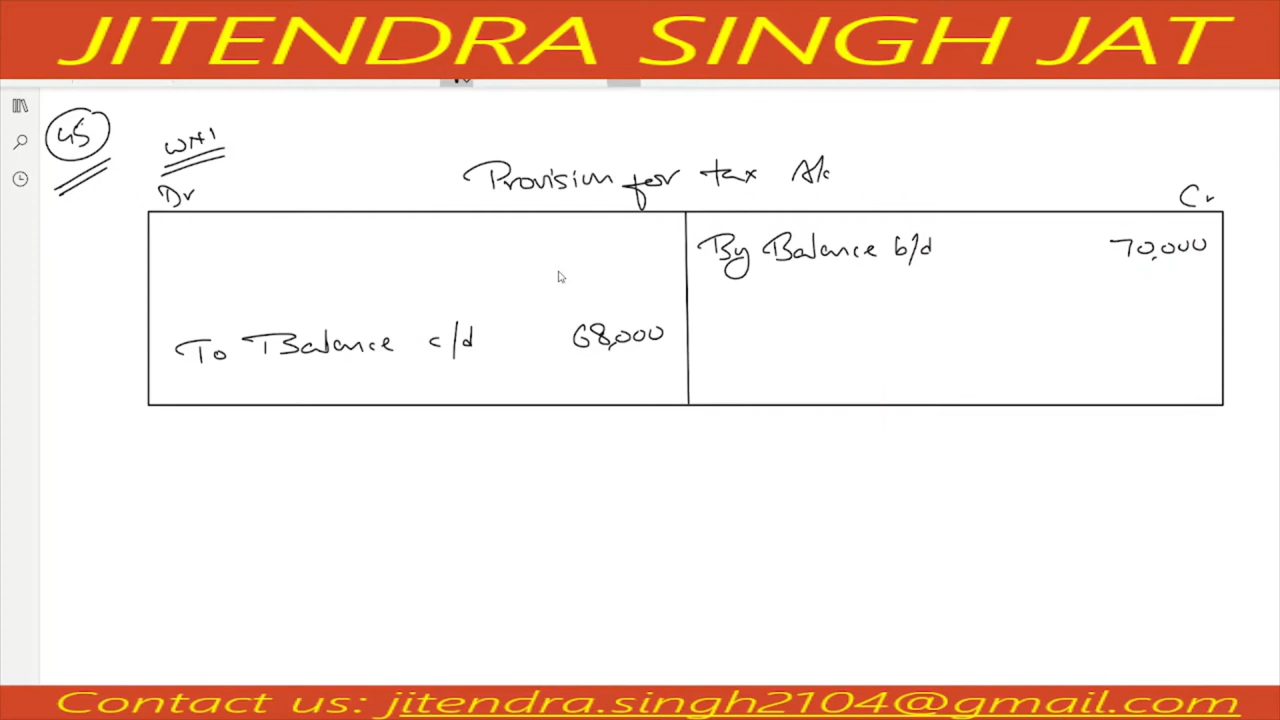 JITENDRA SINGH JAT
45
WN1
Provision for tax A/c
Dr
Cr
By Balance b/d 70,000
To Balance c/d 68,000
Contact us: jitendra.singh2104@gmail.com